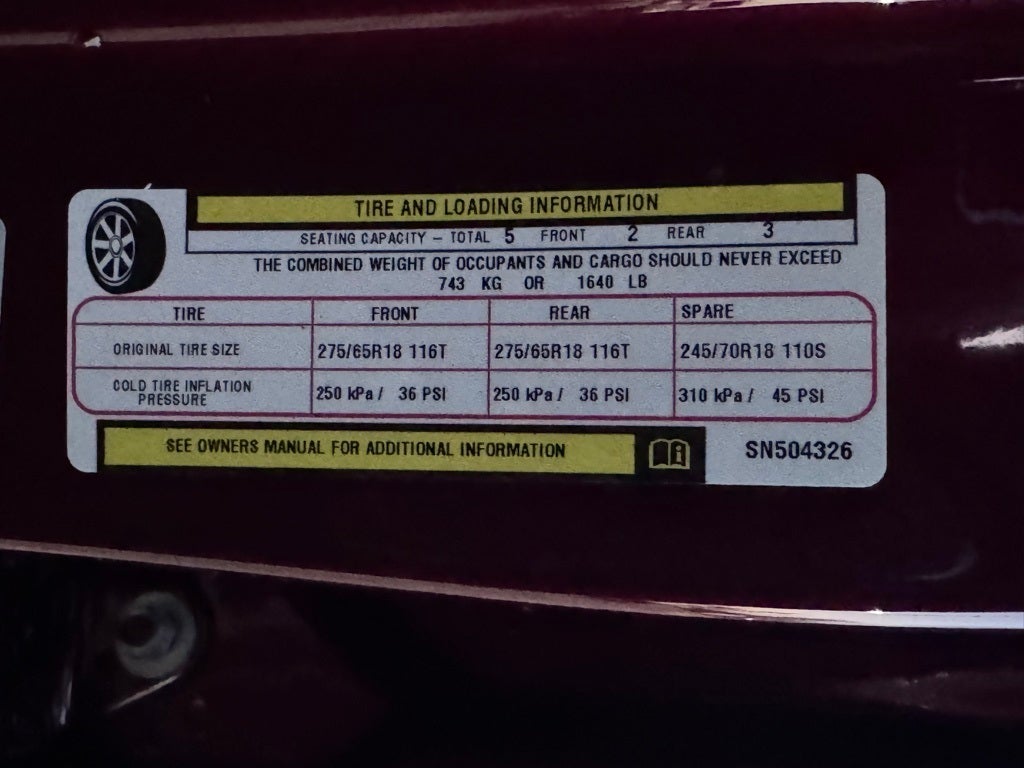 TIRE AND LOADING INFORMATION
SEATING CAPACITY – TOTAL 5 FRONT 2 REAR 3
THE COMBINED WEIGHT OF OCCUPANTS AND CARGO SHOULD NEVER EXCEED
743 KG OR 1640 LB
TIRE FRONT REAR SPARE
ORIGINAL TIRE SIZE 275/65R18 116T 275/65R18 116T 245/70R18 110S
COLD TIRE INFLATION
PRESSURE 250 kPa / 36 PSI 250 kPa / 36 PSI 310 kPa / 45 PSI
SEE OWNERS MANUAL FOR ADDITIONAL INFORMATION
SN504326